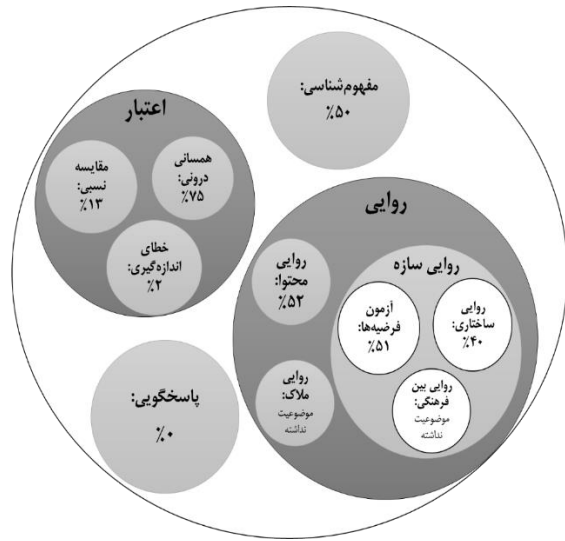 مفهوم‌شناسی:
٪۵۰
اعتبار
همسانی
درونی:
٪۷۵
مقایسه
نسبی:
٪۱۳
خطای
اندازه‌گیری:
٪۲
روایی
روایی
محتوا:
٪۵۲
روایی سازه
روایی
ساختاری:
٪۴۰
آزمون
فرضیه‌ها:
٪۵۱
روایی بین
فرهنگی:
موضوعیت
نداشته
روایی
ملاک:
موضوعیت
نداشته
پاسخگویی:
٪۰